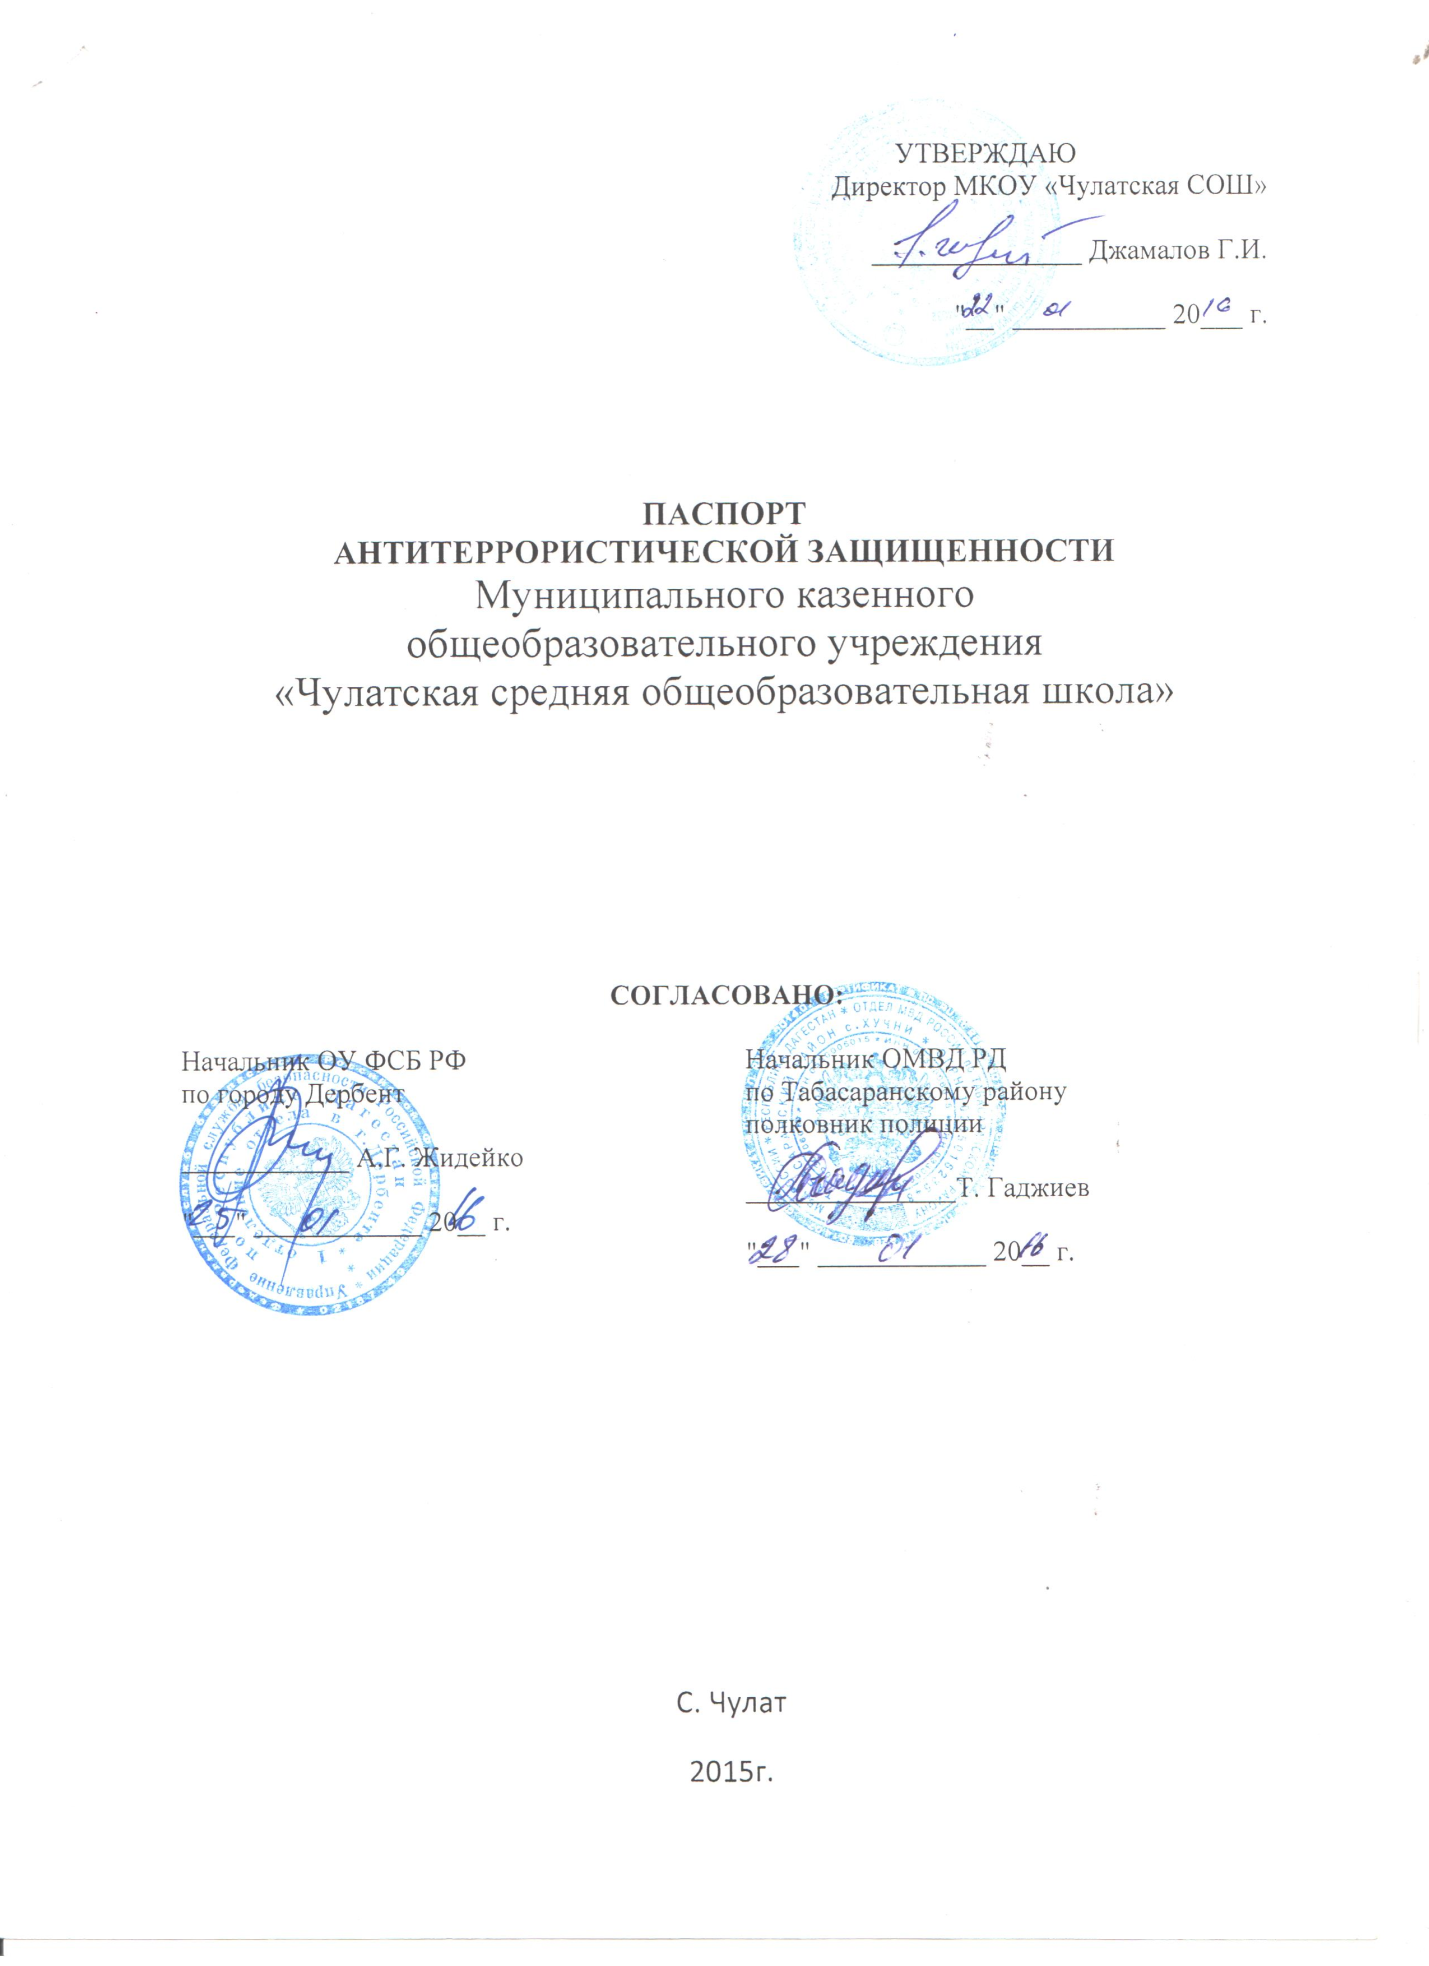 УТВЕРЖДАЮ
Директор МКОУ «Чулатская СОШ»
Джамалов Г.И.
"22" 01 2016 г.
ПАСПОРТ
АНТИТЕРРОРИСТИЧЕСКОЙ ЗАЩИЩЕННОСТИ
Муниципального казенного
общеобразовательного учреждения
«Чулатская средняя общеобразовательная школа»
СОГЛАСОВАНО:
Начальник ОУ ФСБ РФ
по городу Дербент
А.Г. Жидейко
"25" 01 2016 г.
Начальник ОМВД РД
по Табасаранскому району
полковник полиции
Т. Гаджиев
"28" 01 2016 г.
С. Чулат
2015г.